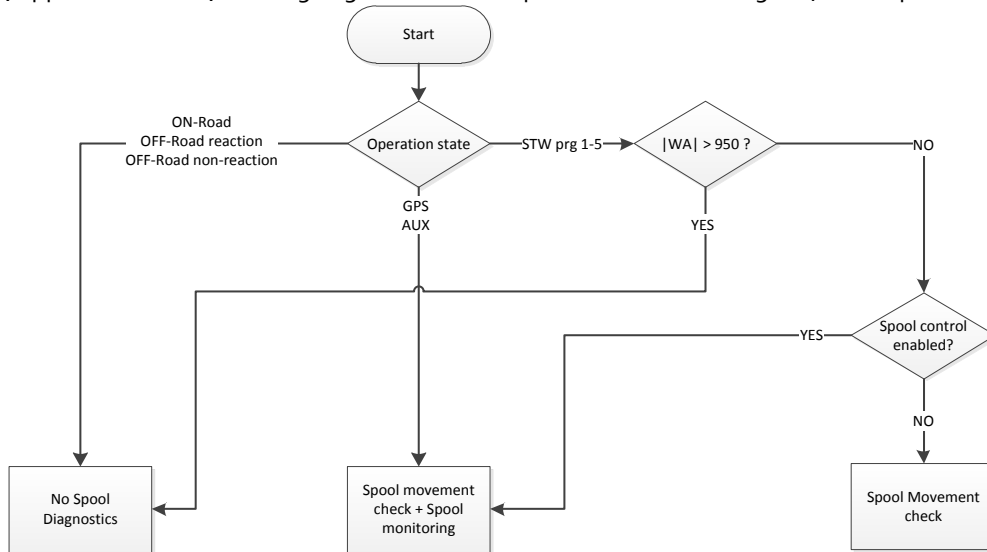 Start
ON-Road
OFF-Road reaction
OFF-Road non-reaction
Operation state
STW prg 1-5
|WA| > 950 ?
NO
GPS
AUX
YES
Spool control
enabled?
YES
NO
No Spool
Diagnostics
Spool movement
check + Spool
monitoring
Spool Movement
check